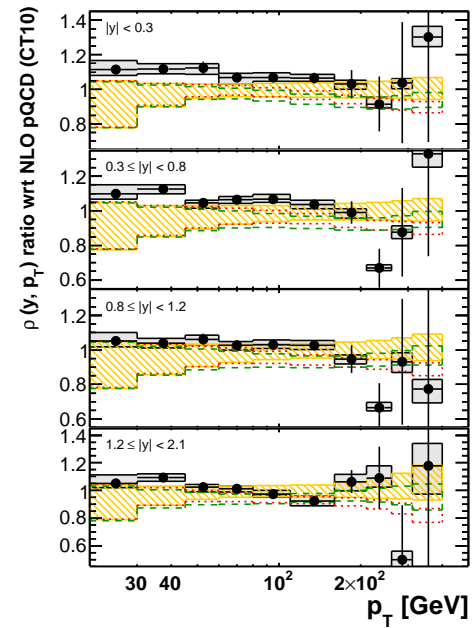 ρ (y, p_T) ratio wrt NLO pQCD (CT10)
|y| < 0.3
1.4
1.2
1
0.8
0.3 ≤ |y| < 0.8
1.2
1
0.8
0.6
0.8 ≤ |y| < 1.2
1.2
1
0.8
0.6
1.2 ≤ |y| < 2.1
1.4
1.2
1
0.8
0.6
30 40 10² 2×10²
p_T [GeV]